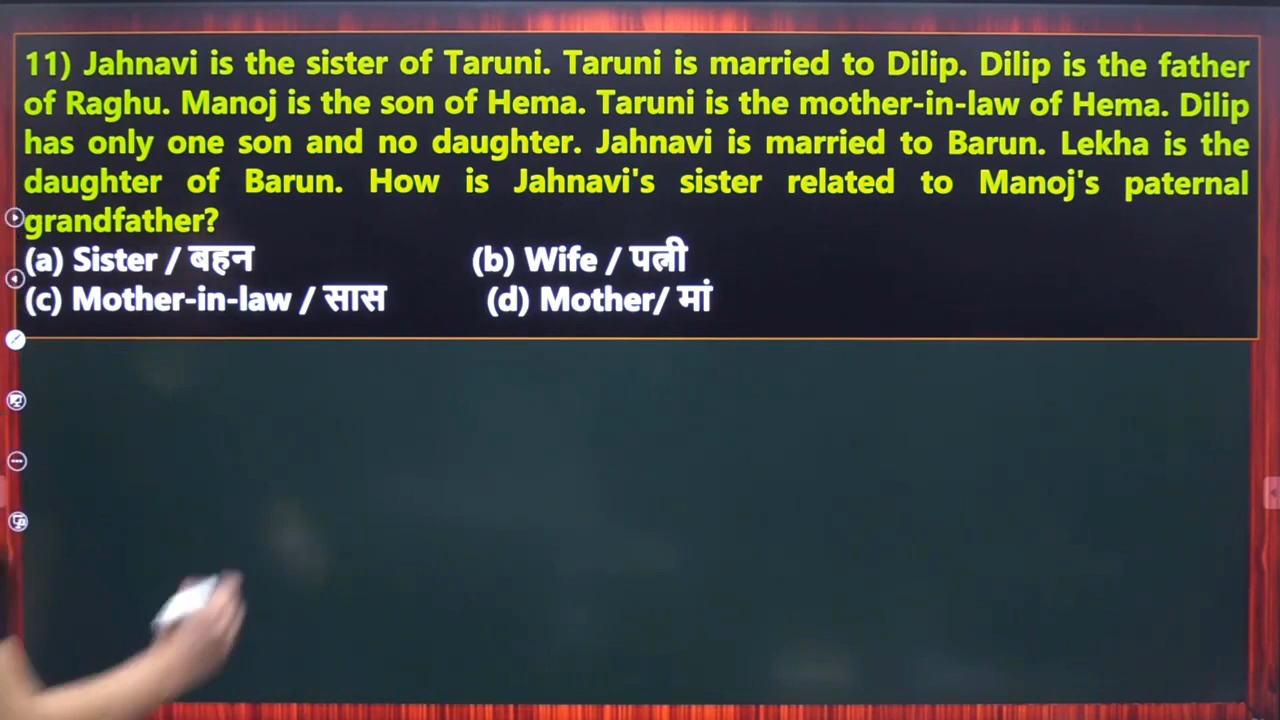 11) Jahnavi is the sister of Taruni. Taruni is married to Dilip. Dilip is the father
of Raghu. Manoj is the son of Hema. Taruni is the mother-in-law of Hema. Dilip
has only one son and no daughter. Jahnavi is married to Barun. Lekha is the
daughter of Barun. How is Jahnavi's sister related to Manoj's paternal
grandfather?
(a) Sister / बहन (b) Wife / पत्नी
(c) Mother-in-law / सास (d) Mother/ मां